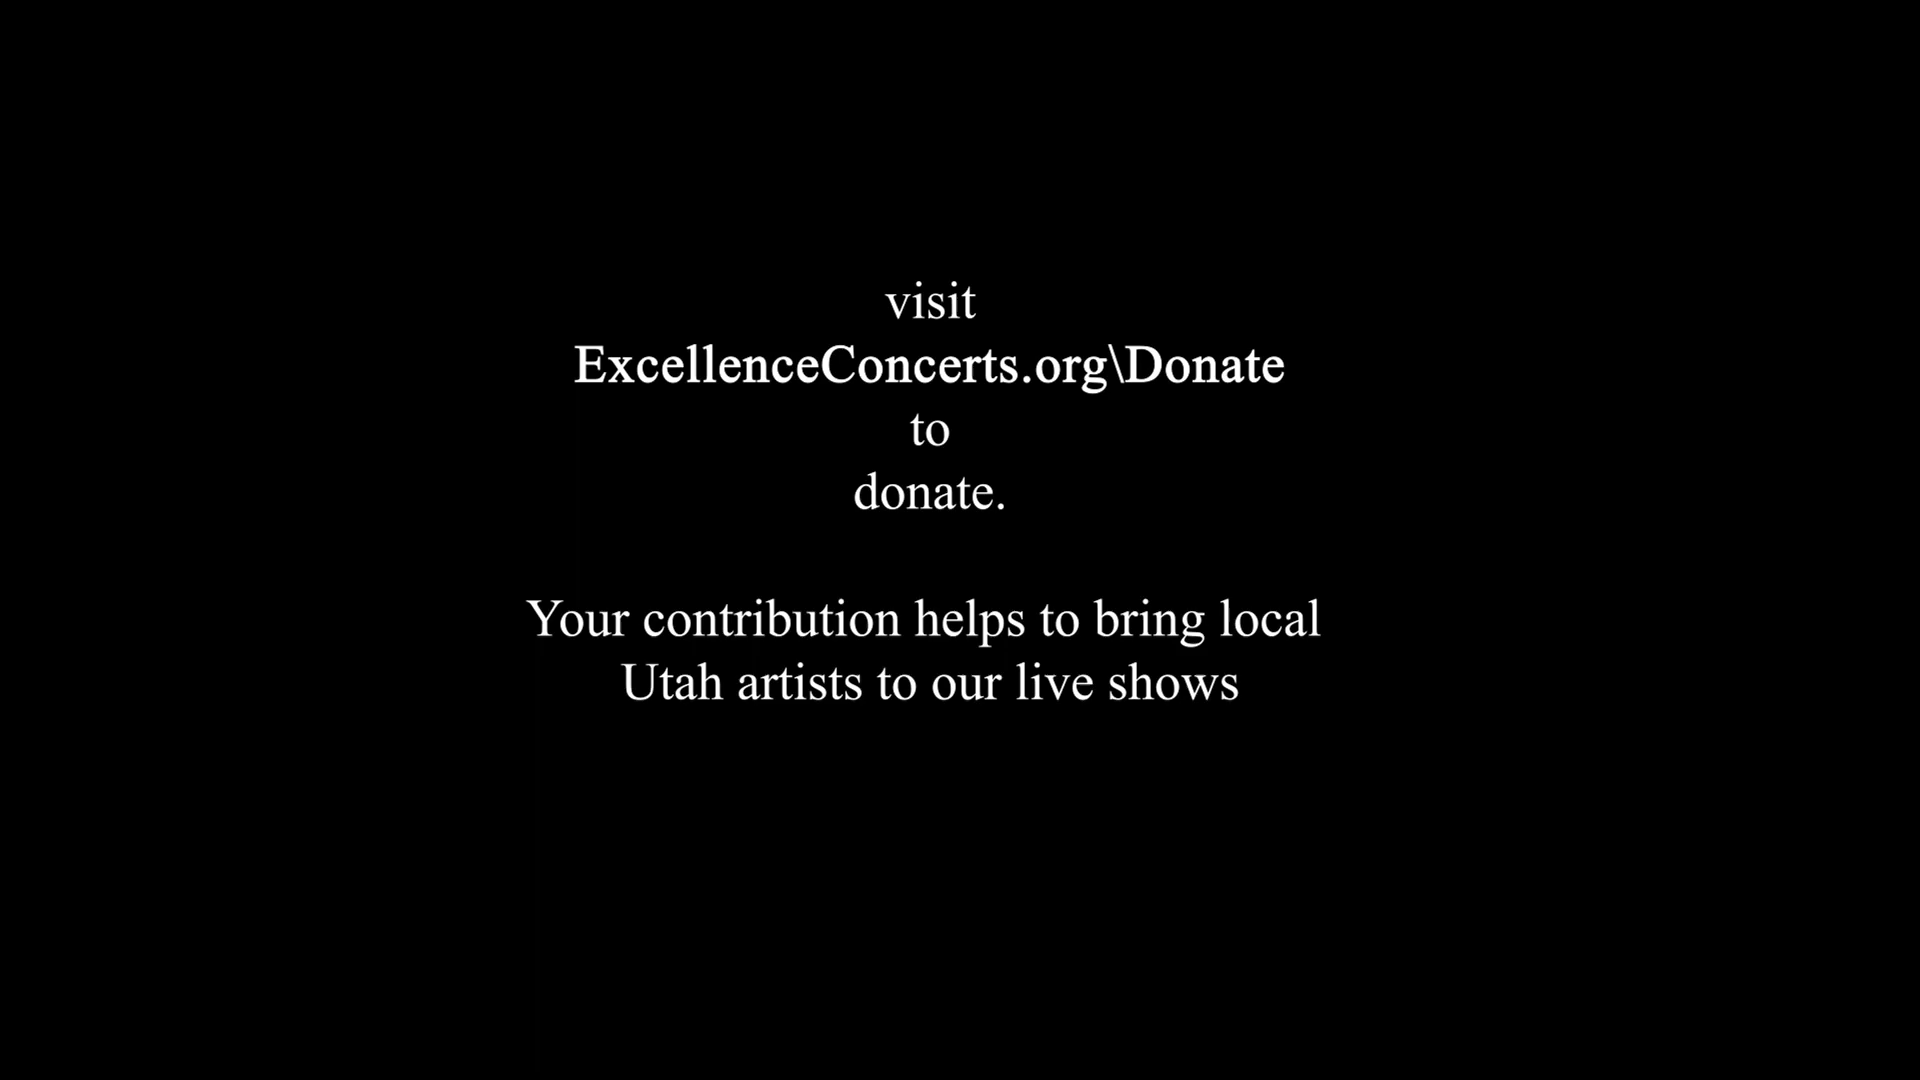 visit
ExcellenceConcerts.org\Donate
to
donate.
Your contribution helps to bring local
Utah artists to our live shows